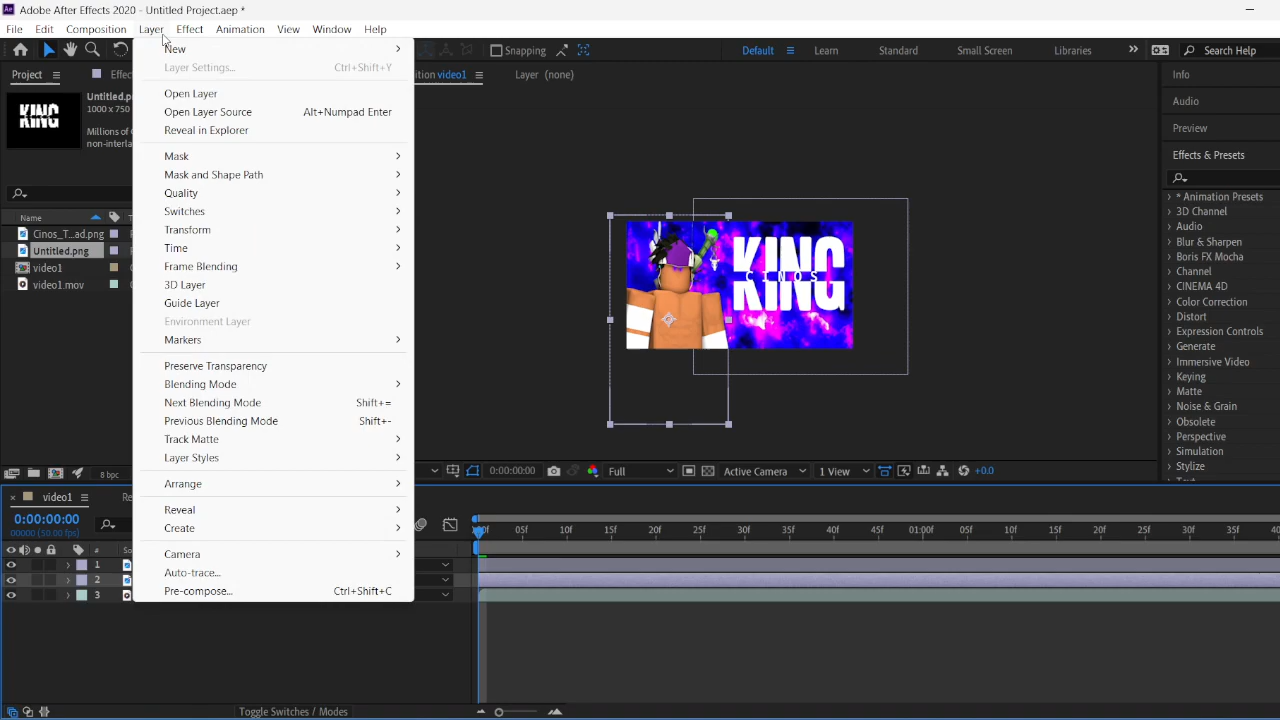 Adobe After Effects 2020 - Untitled Project.aep *
File Edit Composition Layer Effect Animation View Window Help
Snapping Default Learn Standard Small Screen Libraries Search Help
Project Effec
tion video1 Layer (none)
Untitled.p
1000 x 750
Millions of C
non-interla
KING
Name
Cinos_T...ad.png
Untitled.png
video1
video1.mov
8 bpc
New
Layer Settings... Ctrl+Shift+Y
Open Layer
Open Layer Source Alt+Numpad Enter
Reveal in Explorer
Mask
Mask and Shape Path
Quality
Switches
Transform
Time
Frame Blending
3D Layer
Guide Layer
Environment Layer
Markers
Preserve Transparency
Blending Mode
Next Blending Mode Shift+=
Previous Blending Mode Shift+-
Track Matte
Layer Styles
Arrange
Reveal
Create
Camera
Auto-trace...
Pre-compose... Ctrl+Shift+C
KING
CINOS
0:00:00:00 Full Active Camera 1 View +0.0
Info
Audio
Preview
Effects & Presets
* Animation Presets
3D Channel
Audio
Blur & Sharpen
Boris FX Mocha
Channel
CINEMA 4D
Color Correction
Distort
Expression Controls
Generate
Immersive Video
Keying
Matte
Noise & Grain
Obsolete
Perspective
Simulation
Stylize
video1 Re
0:00:00:00
00000 (50.00 fps)
05f 10f 15f 20f 25f 30f 35f 40f 45f 01:00f 05f 10f 15f 20f 25f 30f 35f
# So
1
2
3
Toggle Switches / Modes